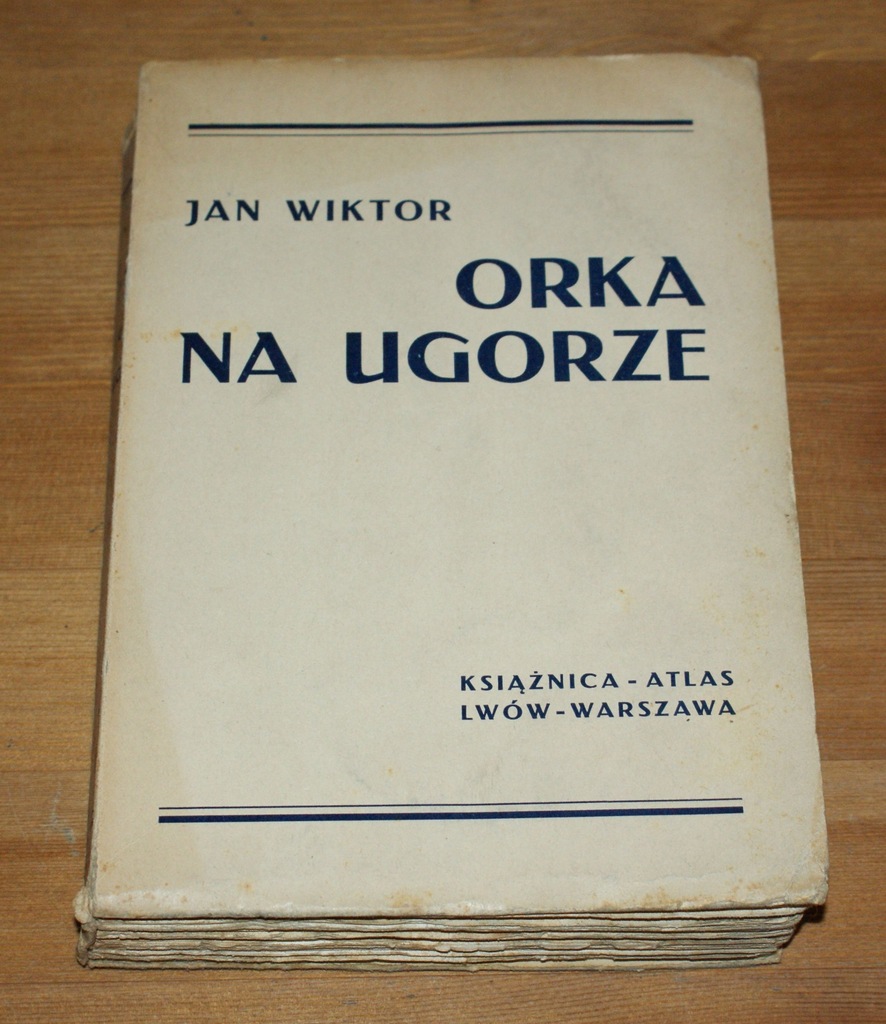 JAN WIKTOR
ORKA
NA UGORZE
KSIĄŻNICA - ATLAS
LWÓW - WARSZAWA